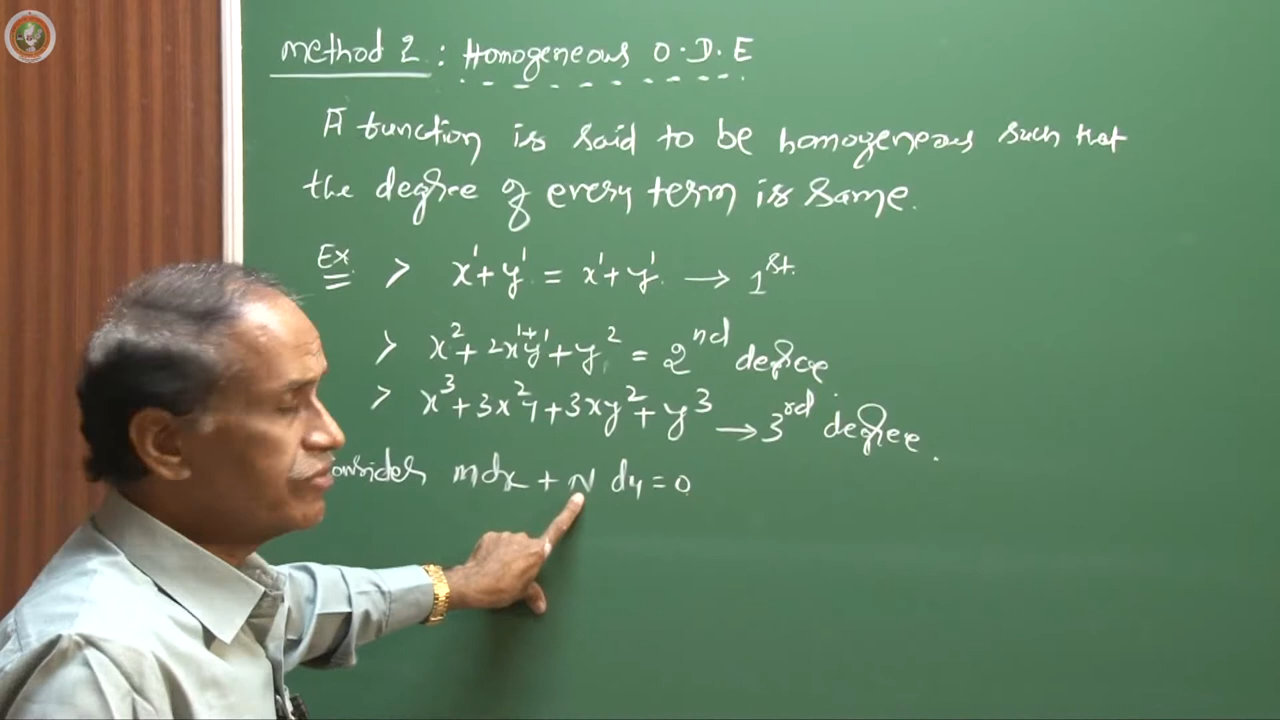 method 2 : Homogeneous O.D.E
A function is said to be homogeneous such that
the degree of every term is same.
Ex > x¹+y¹ = x¹+y¹ → 1st
> x²+2x¹⁺y¹+y² = 2nd degree.
> x³+3x²y+3xy²+y³ → 3rd degree.
onsider mdx + N dy = 0